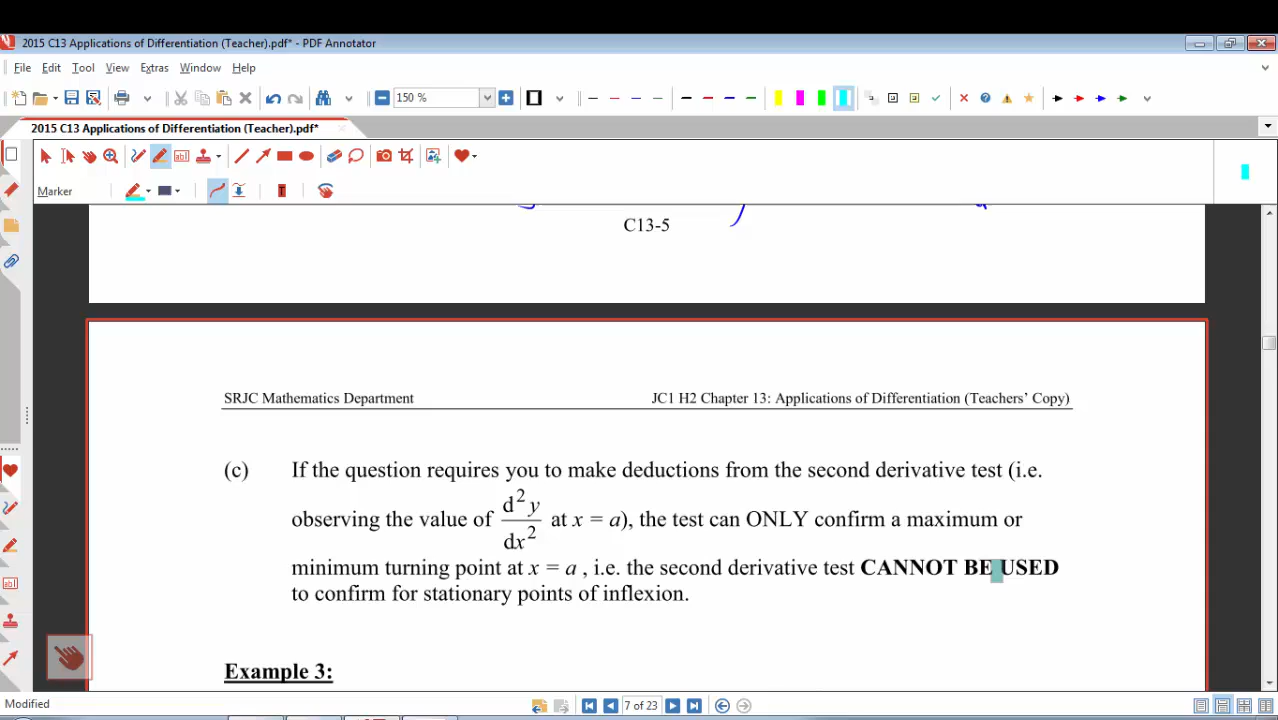 2015 C13 Applications of Differentiation (Teacher).pdf* - PDF Annotator
File Edit Tool View Extras Window Help
150 %
2015 C13 Applications of Differentiation (Teacher).pdf*
Marker
C13-5
SRJC Mathematics Department JC1 H2 Chapter 13: Applications of Differentiation (Teachers' Copy)
(c) If the question requires you to make deductions from the second derivative test (i.e.
observing the value of d²y/dx² at x = a), the test can ONLY confirm a maximum or
minimum turning point at x = a , i.e. the second derivative test CANNOT BE USED
to confirm for stationary points of inflexion.
Example 3:
Modified 7 of 23